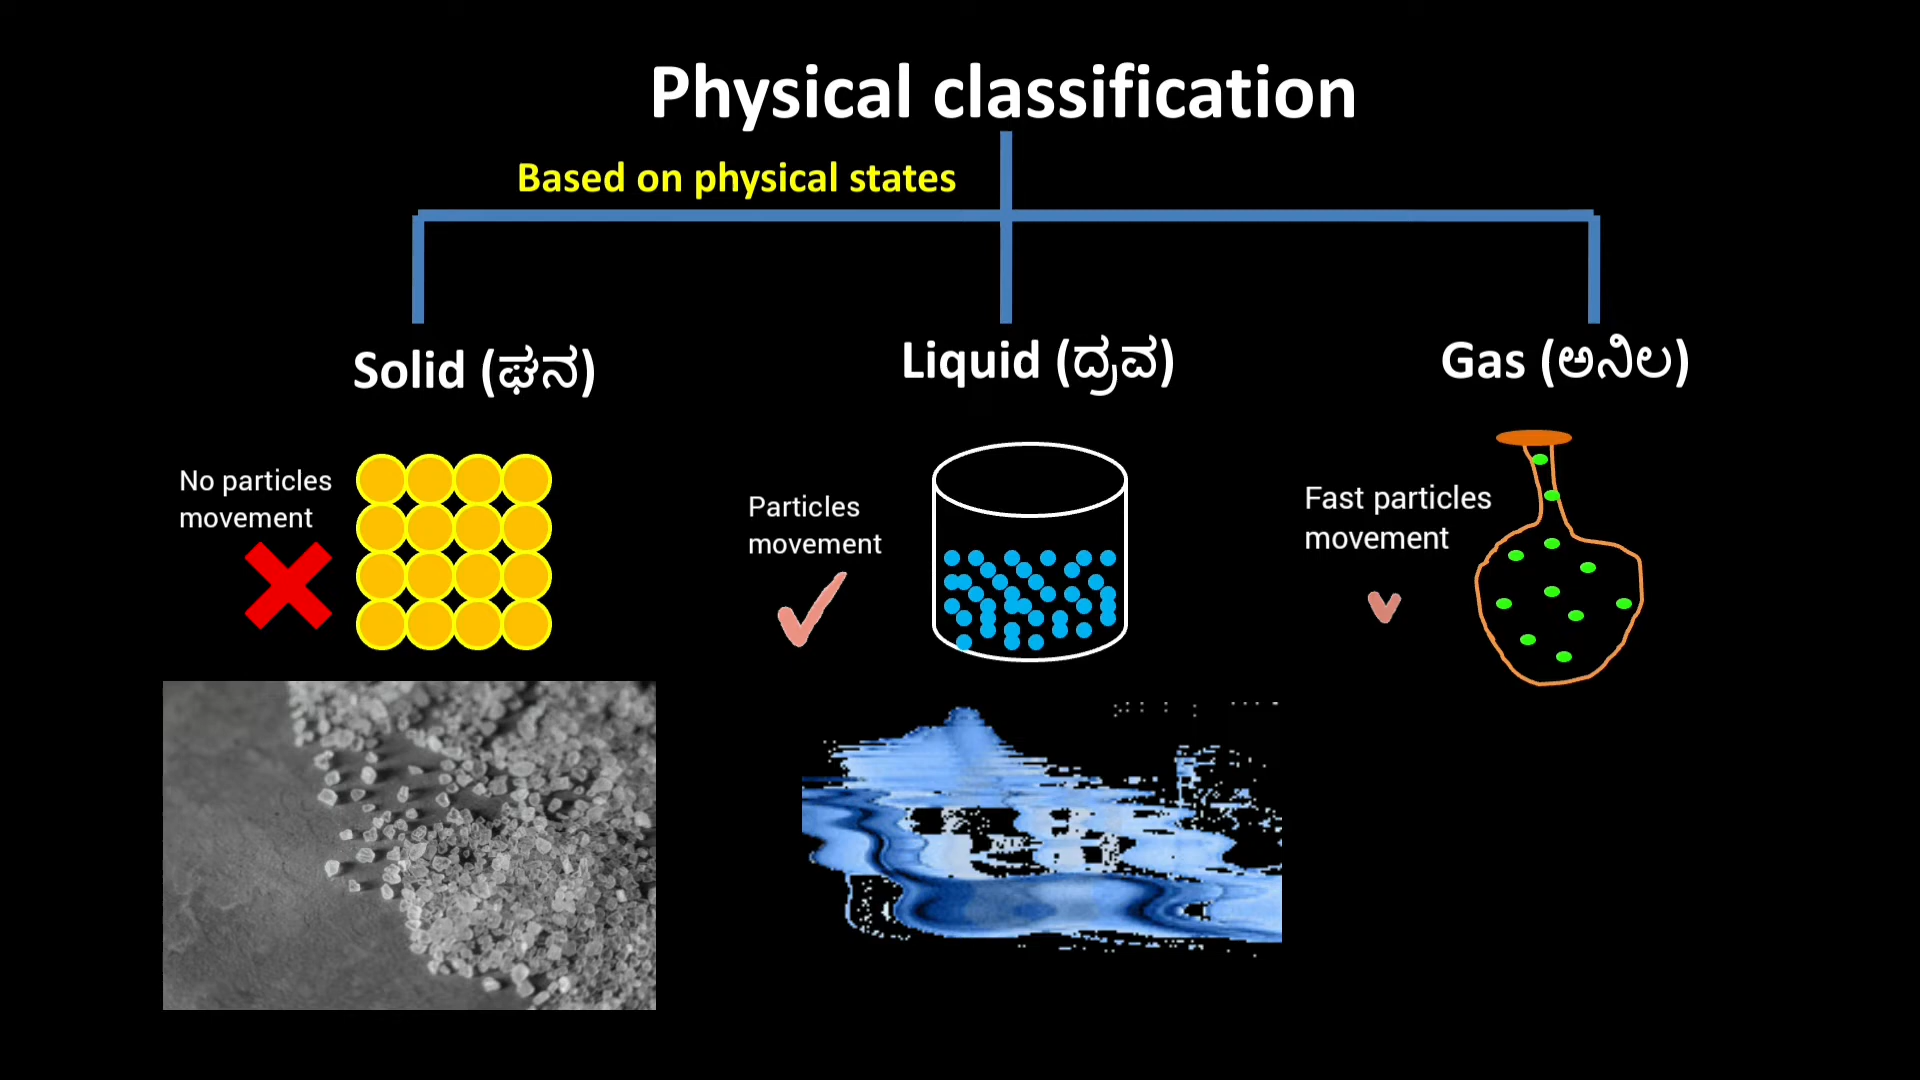 Physical classification
Based on physical states
Solid (ಘನ)
Liquid (ದ್ರವ)
Gas (ಅನಿಲ)
No particles
movement
Particles
movement
Fast particles
movement